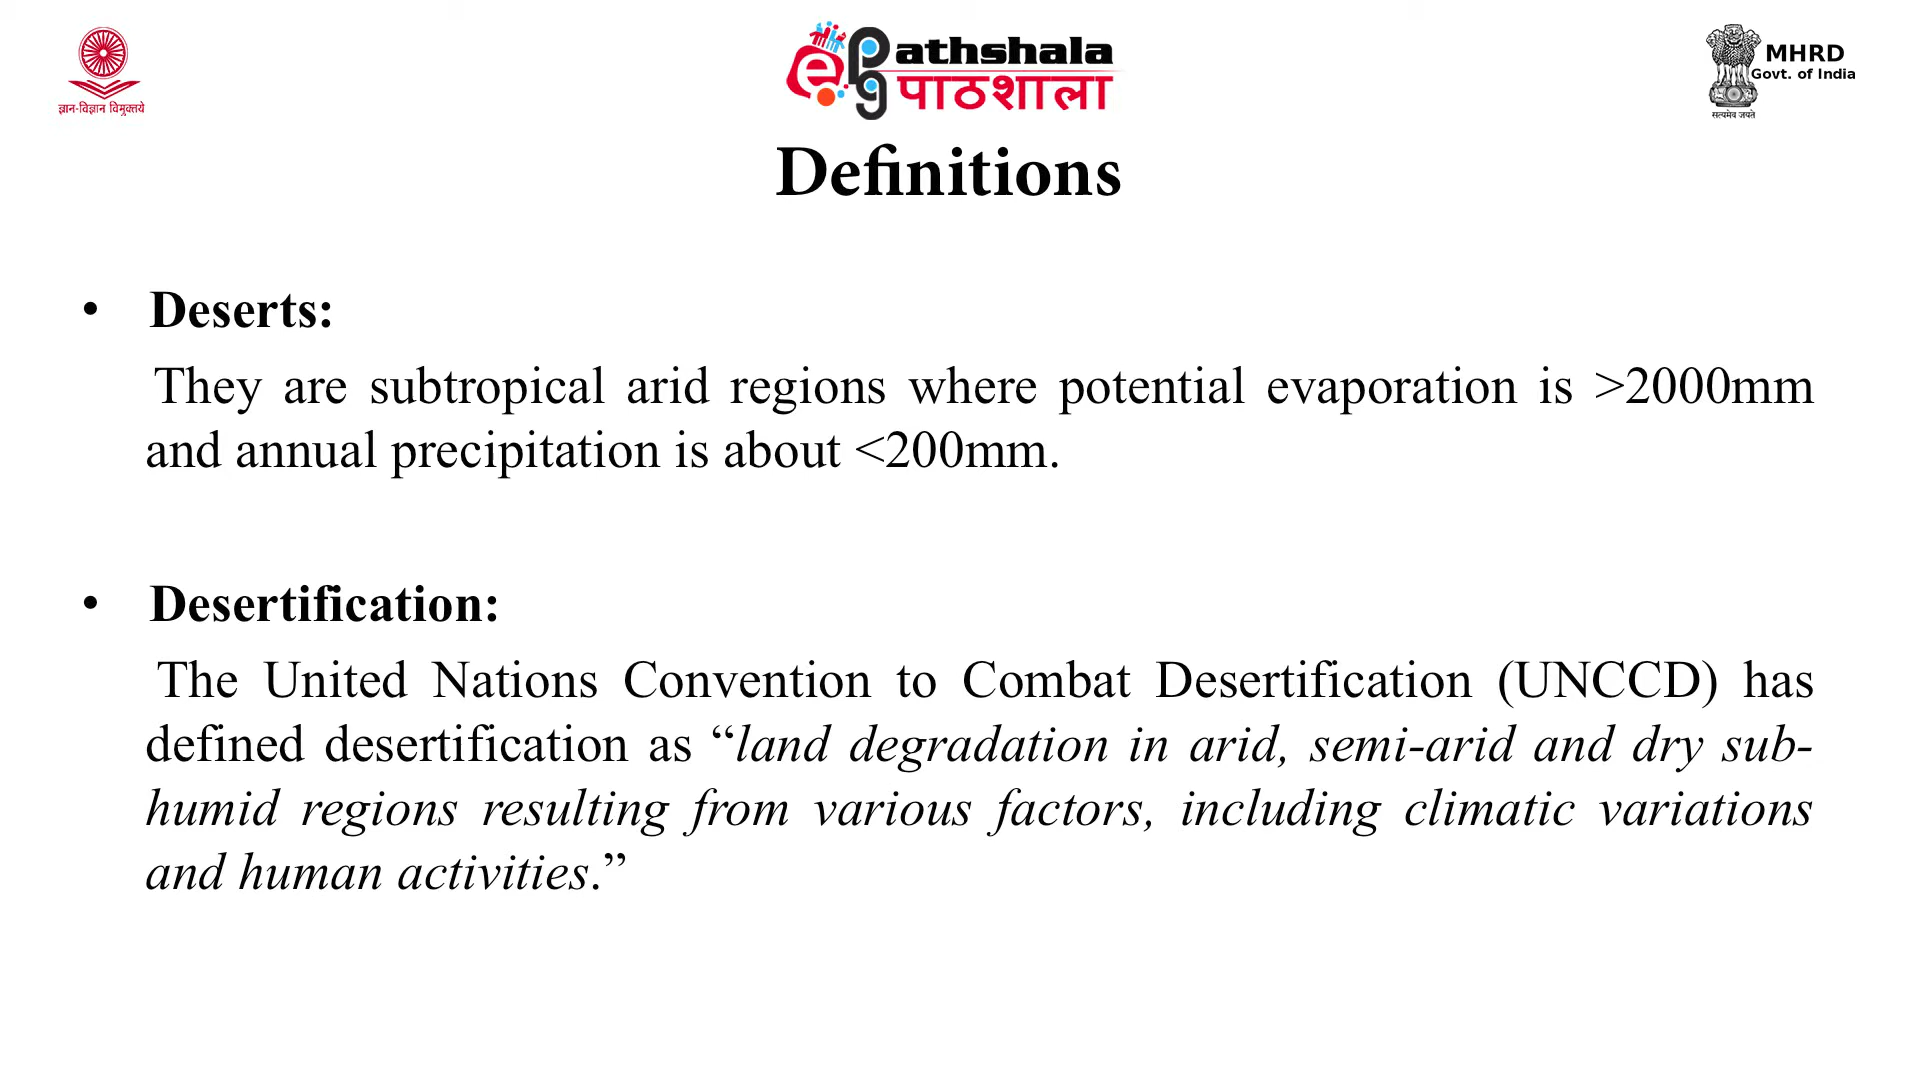 ज्ञान-विज्ञान विमुक्तये
ePathshala
पाठशाला
MHRD
Govt. of India
सत्यमेव जयते
Definitions
• Deserts:
They are subtropical arid regions where potential evaporation is >2000mm
and annual precipitation is about <200mm.
• Desertification:
The United Nations Convention to Combat Desertification (UNCCD) has
defined desertification as “land degradation in arid, semi-arid and dry sub-
humid regions resulting from various factors, including climatic variations
and human activities.”